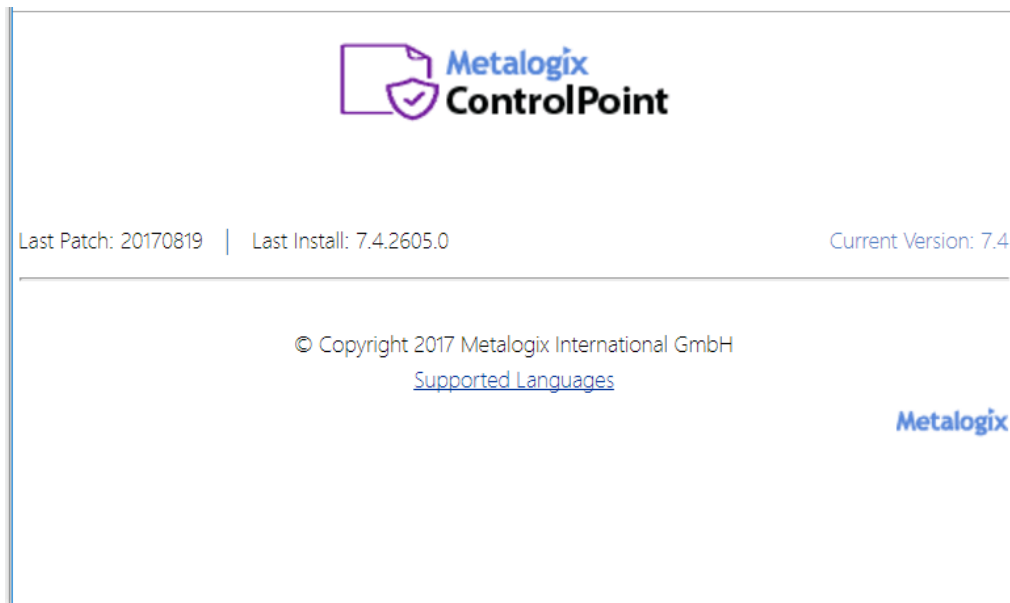 Metalogix
ControlPoint
Last Patch: 20170819 | Last Install: 7.4.2605.0 Current Version: 7.4
© Copyright 2017 Metalogix International GmbH
Supported Languages
Metalogix